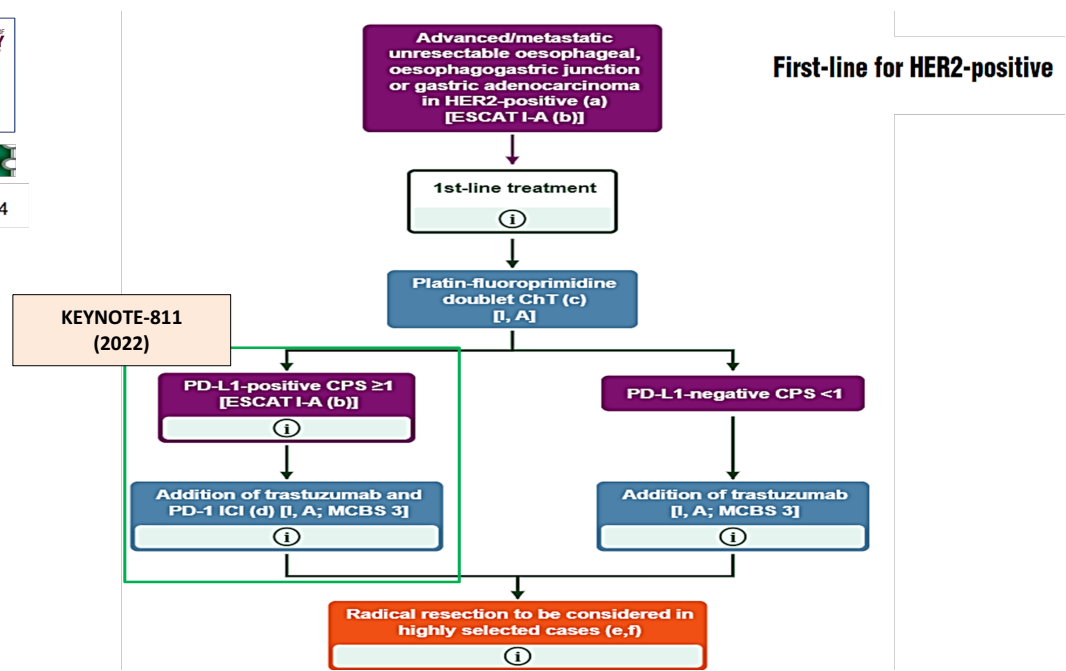 Advanced/metastatic
unresectable oesophageal,
oesophagogastric junction
or gastric adenocarcinoma
in HER2-positive (a)
[ESCAT I-A (b)]
First-line for HER2-positive
1st-line treatment
i
4
Platin-fluoroprimidine
doublet ChT (c)
[I, A]
KEYNOTE-811
(2022)
PD-L1-positive CPS ≥1
[ESCAT I-A (b)]
i
PD-L1-negative CPS <1
Addition of trastuzumab and
PD-1 ICI (d) [I, A; MCBS 3]
i
Addition of trastuzumab
[I, A; MCBS 3]
i
Radical resection to be considered in
highly selected cases (e,f)
i